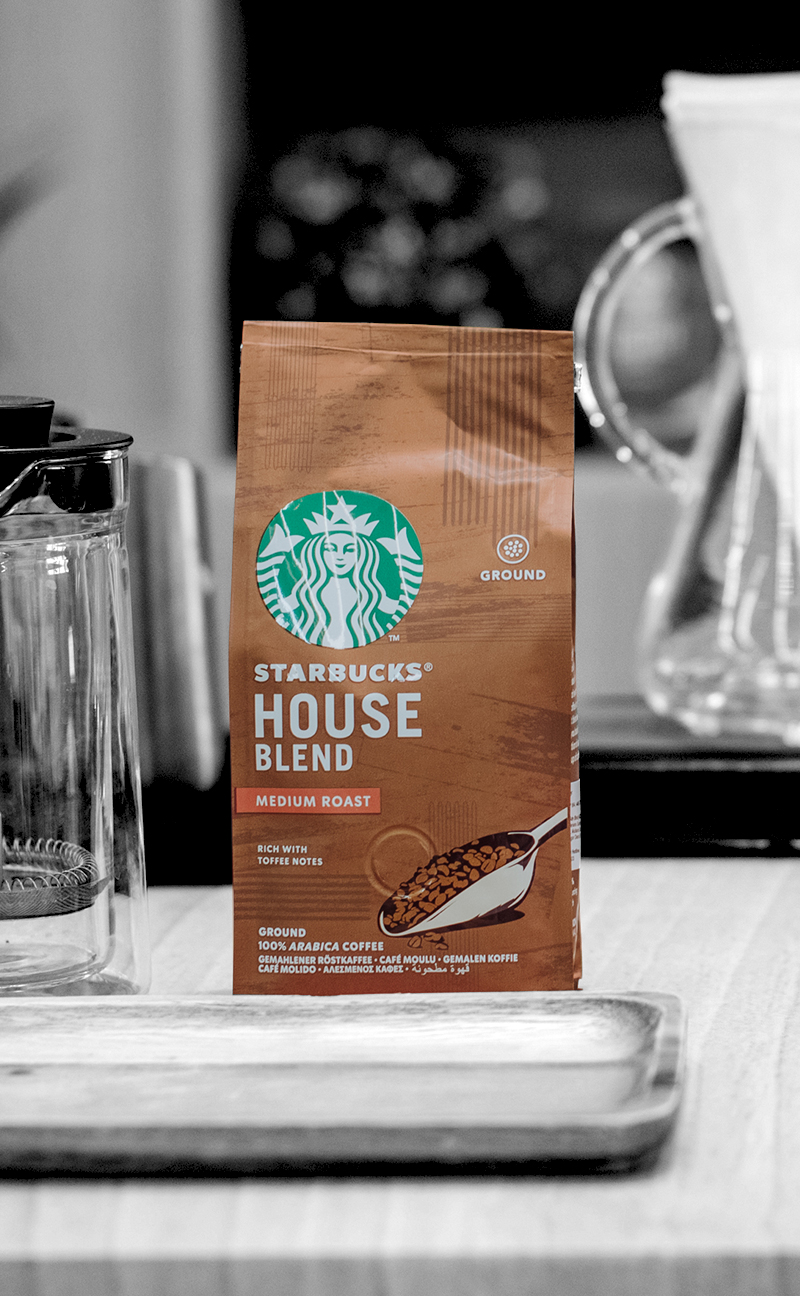 GROUND
™
STARBUCKS®
HOUSE
BLEND
MEDIUM ROAST
RICH WITH
TOFFEE NOTES
GROUND
100% ARABICA COFFEE
GEMAHLENER RÖSTKAFFEE • CAFÉ MOULU • GEMALEN KOFFIE
CAFÉ MOLIDO • ΑΛΕΣΜΕΝΟΣ ΚΑΦΕΣ • قهوة مطحونة